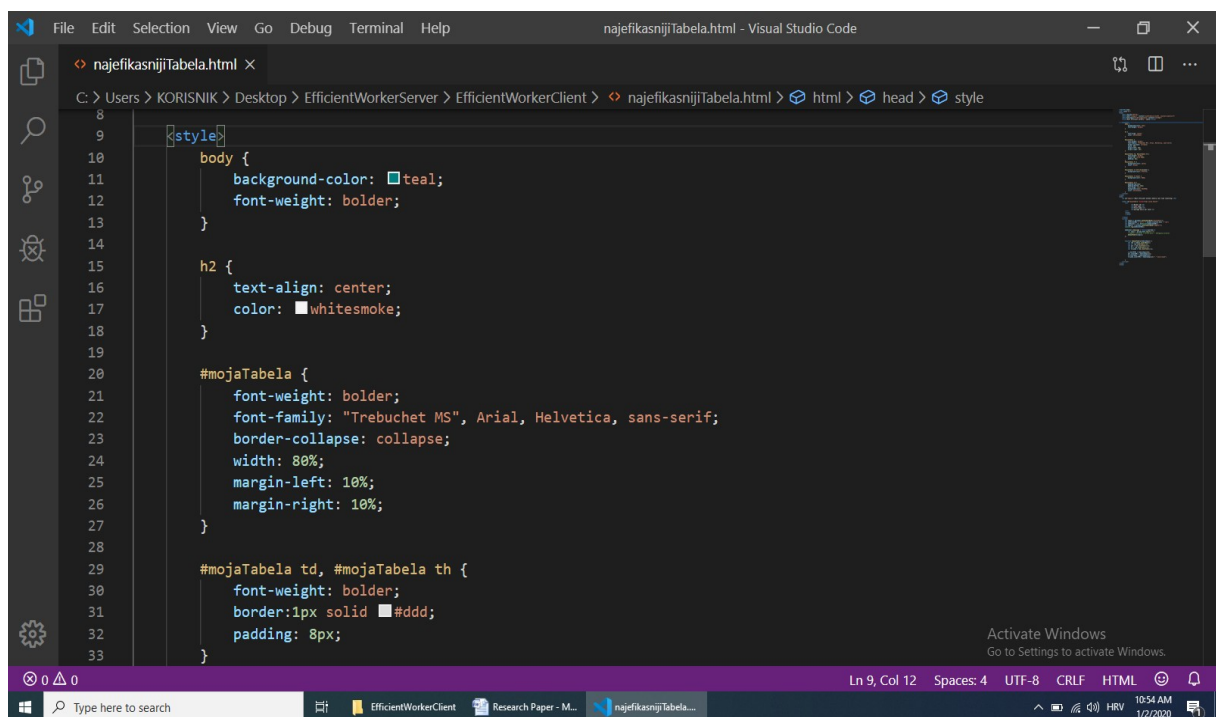 File Edit Selection View Go Debug Terminal Help najefikasnijiTabela.html - Visual Studio Code
najefikasnijiTabela.html
C: > Users > KORISNIK > Desktop > EfficientWorkerServer > EfficientWorkerClient > najefikasnijiTabela.html > html > head > style
8
9 <style>
10 body {
11 background-color: teal;
12 font-weight: bolder;
13 }
14
15 h2 {
16 text-align: center;
17 color: whitesmoke;
18 }
19
20 #mojaTabela {
21 font-weight: bolder;
22 font-family: "Trebuchet MS", Arial, Helvetica, sans-serif;
23 border-collapse: collapse;
24 width: 80%;
25 margin-left: 10%;
26 margin-right: 10%;
27 }
28
29 #mojaTabela td, #mojaTabela th {
30 font-weight: bolder;
31 border:1px solid #ddd;
32 padding: 8px;
33 }
Activate Windows
Go to Settings to activate Windows.
0 0 Ln 9, Col 12 Spaces: 4 UTF-8 CRLF HTML
Type here to search EfficientWorkerClient Research Paper - M... najefikasnijiTabela.... HRV 10:54 AM
1/2/2020